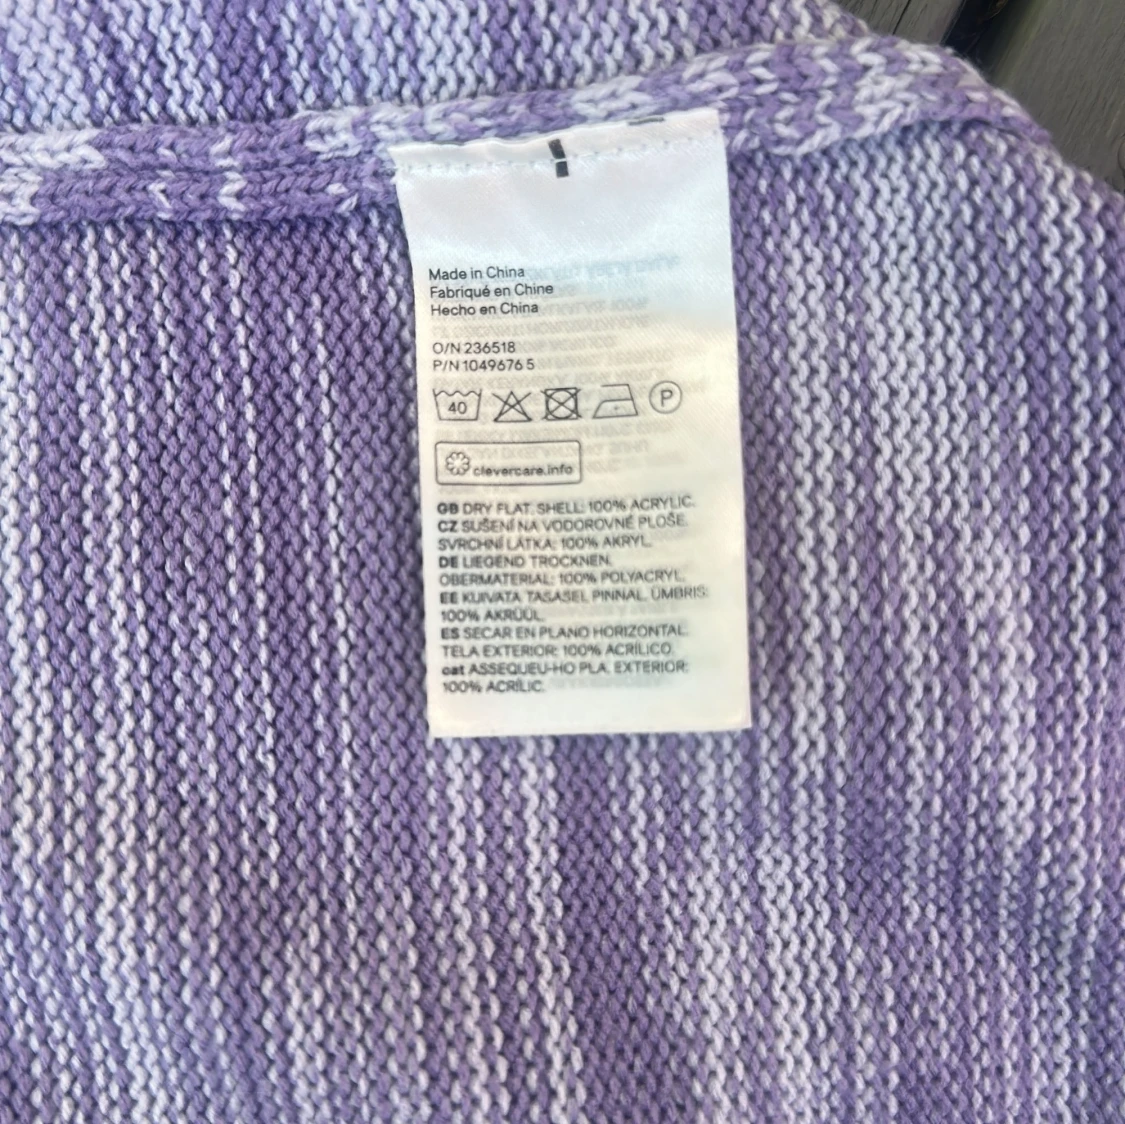 Made in China
Fabriqué en Chine
Hecho en China
O/N 236518
P/N 1049676 5
40
P
clevercare.info
GB DRY FLAT. SHELL: 100% ACRYLIC.
CZ SUŠENÍ NA VODOROVNÉ PLOŠE.
SVRCHNÍ LÁTKA: 100% AKRYL.
DE LIEGEND TROCKNEN.
OBERMATERIAL: 100% POLYACRYL.
EE KUIVATA TASASEL PINNAL. ÜMBRIS:
100% AKRÜÜL.
ES SECAR EN PLANO HORIZONTAL.
TELA EXTERIOR: 100% ACRÍLICO.
cat ASSEQUEU-HO PLA. EXTERIOR:
100% ACRÍLIC.